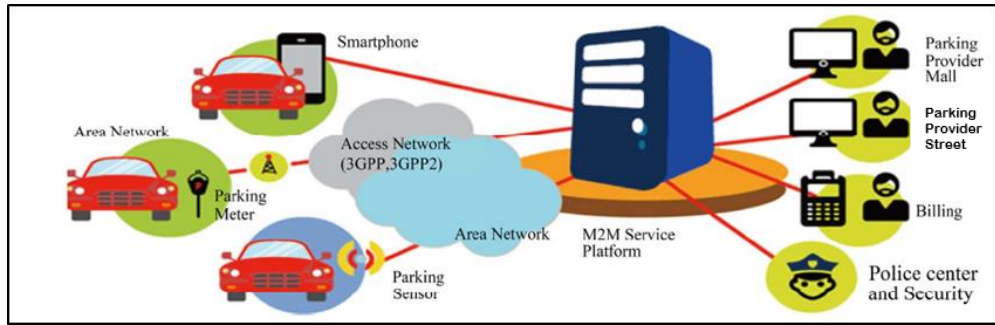 Smartphone
Area Network
Parking
Meter
P
Access Network
(3GPP,3GPP2)
Area Network
Parking
Sensor
M2M Service
Platform
Parking
Provider
Mall
Parking
Provider
Street
Billing
Police center
and Security